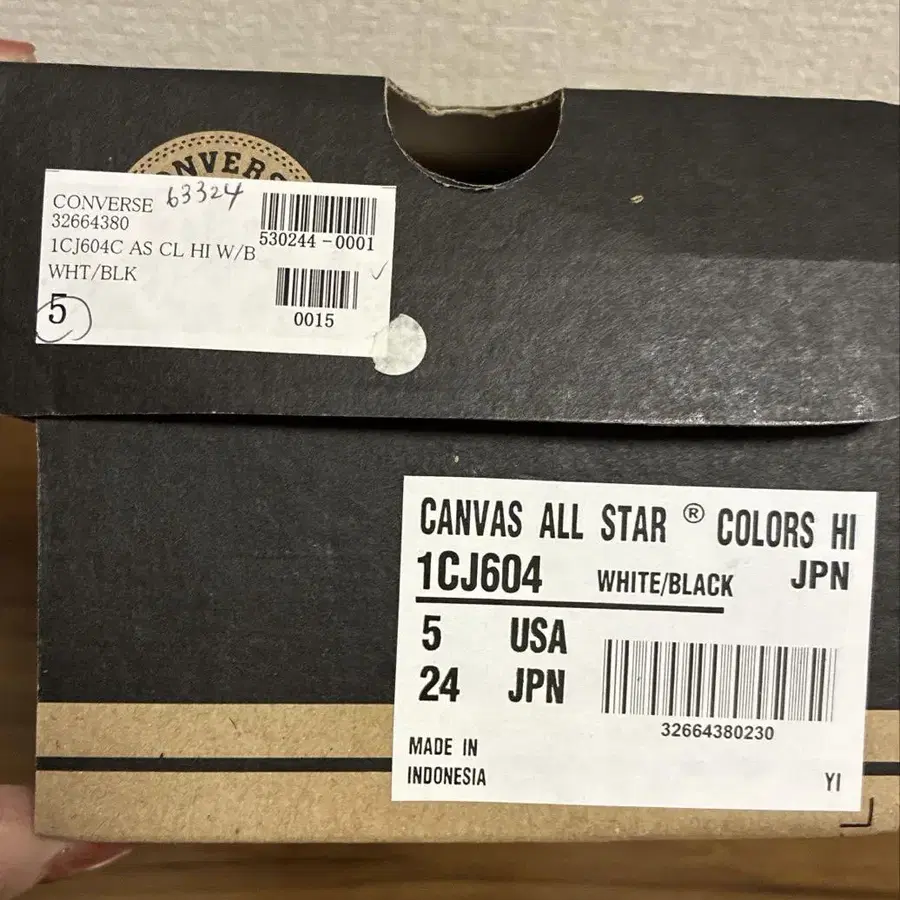 CONVERSE
63324
CONVERSE
32664380
530244-0001
1CJ604C AS CL HI W/B
WHT/BLK
5
0015
CANVAS ALL STAR ® COLORS HI
1CJ604 WHITE/BLACK JPN
5 USA
24 JPN
32664380230
MADE IN
INDONESIA
YI